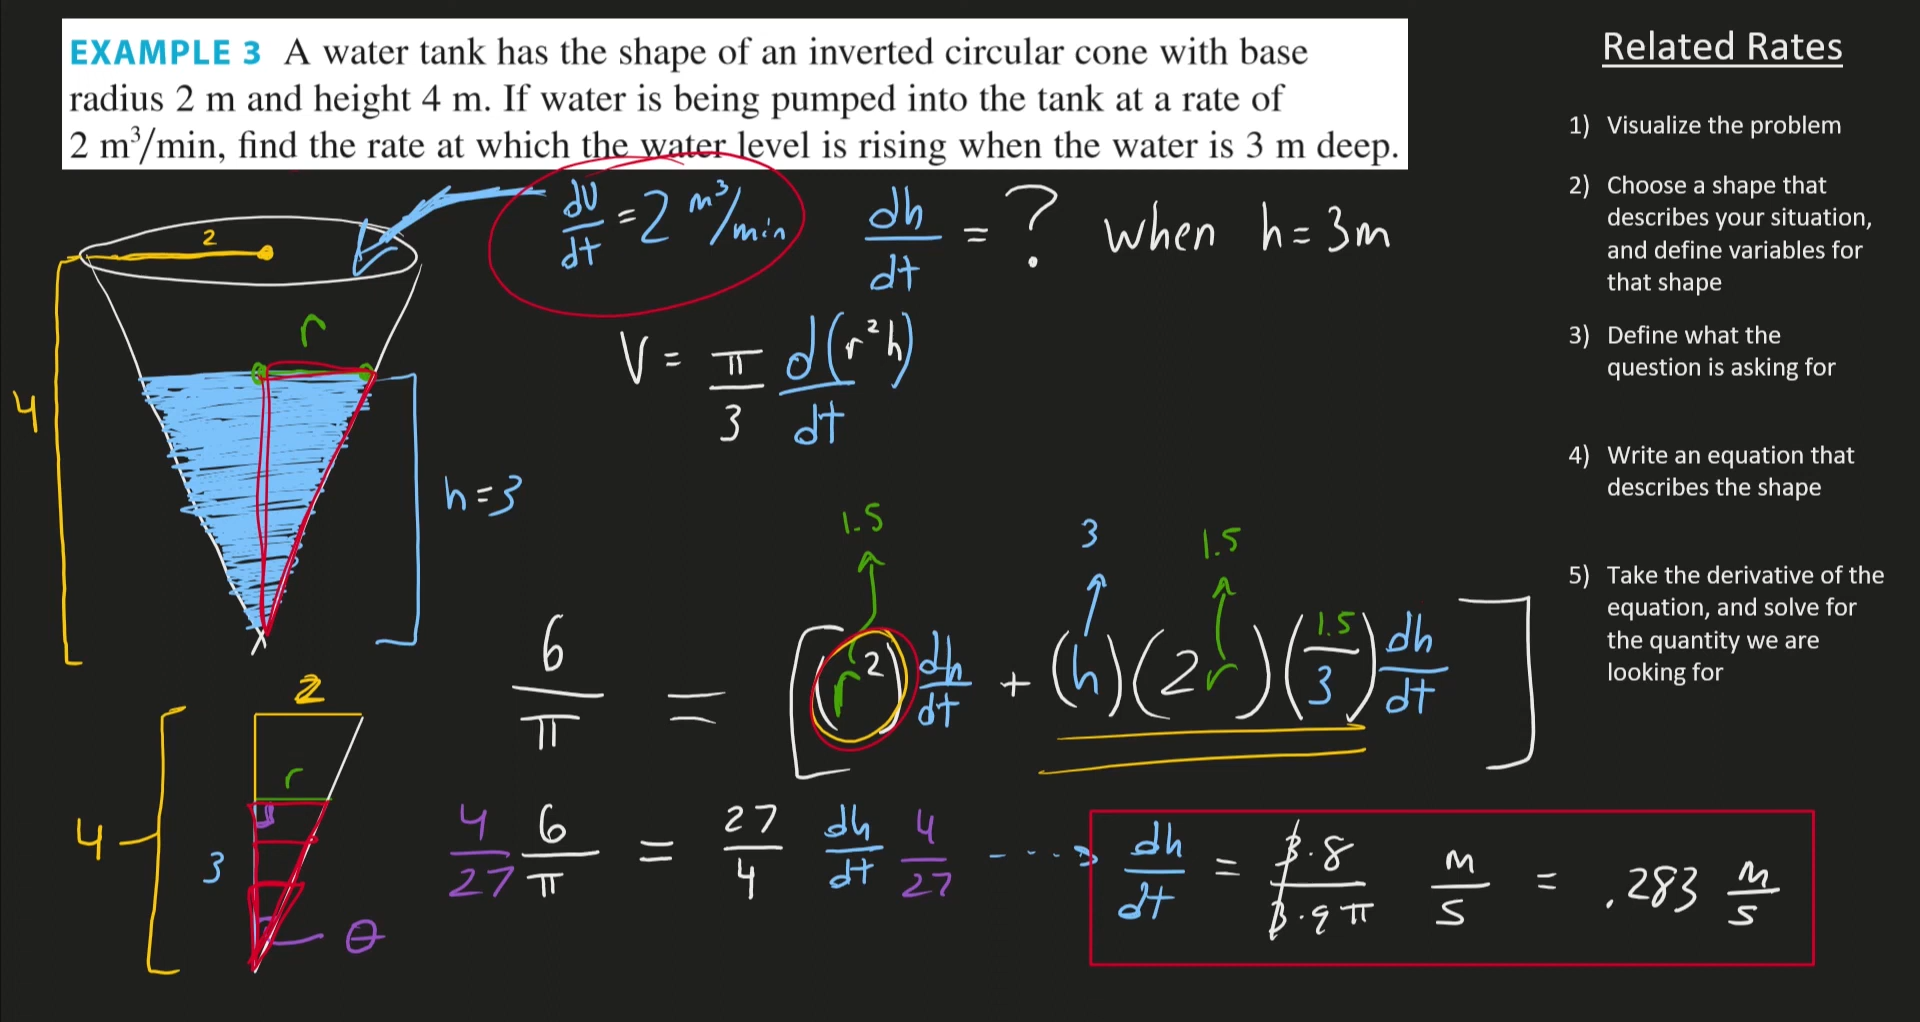 EXAMPLE 3 A water tank has the shape of an inverted circular cone with base
radius 2 m and height 4 m. If water is being pumped into the tank at a rate of
2 m³/min, find the rate at which the water level is rising when the water is 3 m deep.
dV/dt = 2 m³/min
dh/dt = ? when h = 3m
2
r
4
V = π/3 d(r²h)/dt
h = 3
1.5
3
1.5
6/π = [(r²) dh/dt + (h)(2r)(1.5/3) dh/dt]
2
r
4
3
θ
4/27 6/π = 27/4 dh/dt 4/27 ---> dh/dt = 3·8/3·9π m/s = .283 m/s
Related Rates
1) Visualize the problem
2) Choose a shape that
describes your situation,
and define variables for
that shape
3) Define what the
question is asking for
4) Write an equation that
describes the shape
5) Take the derivative of the
equation, and solve for
the quantity we are
looking for